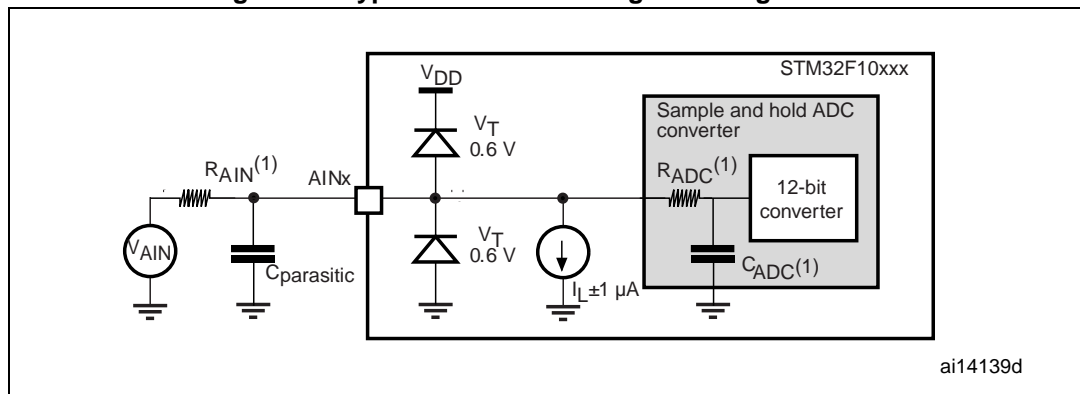 STM32F10xxx
VDD
Sample and hold ADC
converter
VT
0.6 V
RAIN(1)
AINx
RADC(1)
12-bit
converter
VAIN
Cparasitic
VT
0.6 V
IL±1 µA
CADC(1)
ai14139d